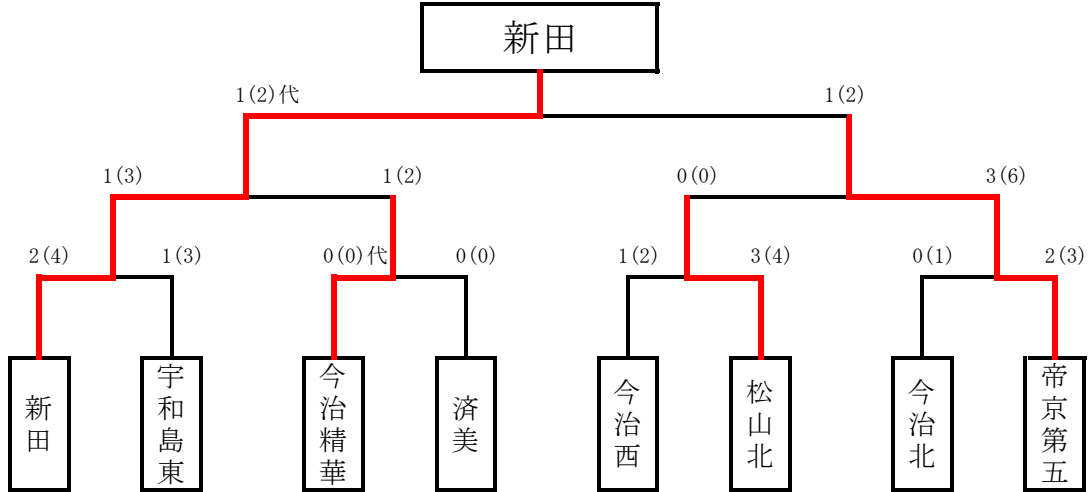 新田
1(2)代
1(2)
1(3)
1(2)
0(0)
3(6)
2(4)
1(3)
0(0)代
0(0)
1(2)
3(4)
0(1)
2(3)
新田
宇和島東
今治精華
済美
今治西
松山北
今治北
帝京第五